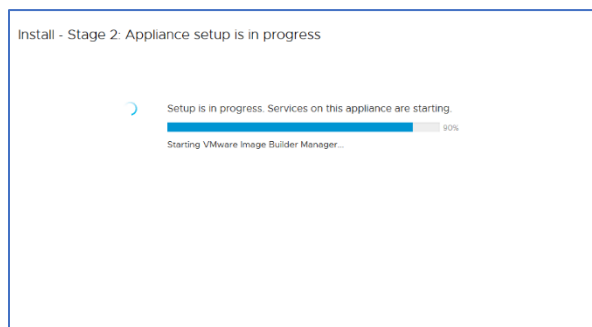 Install - Stage 2: Appliance setup is in progress
Setup is in progress. Services on this appliance are starting.
90%
Starting VMware Image Builder Manager...